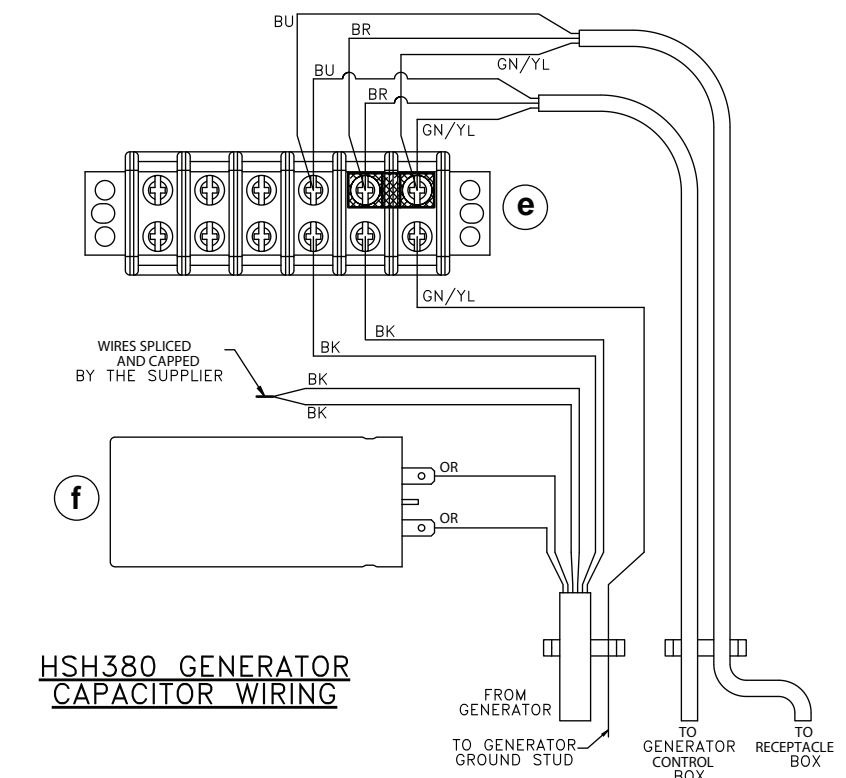 BU
BR
GN/YL
BU
BR
GN/YL
e
GN/YL
BK
BK
WIRES SPLICED
AND CAPPED
BY THE SUPPLIER
BK
BK
OR
f
OR
HSH380 GENERATOR
CAPACITOR WIRING
FROM
GENERATOR
TO GENERATOR
GROUND STUD
TO
GENERATOR
CONTROL
BOX
TO
RECEPTACLE
BOX